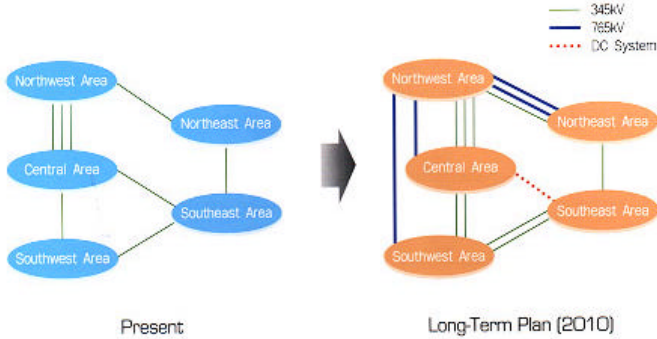 345kV
765kV
DC System
Northwest Area
Northeast Area
Central Area
Southeast Area
Southwest Area
Present
Northwest Area
Northeast Area
Central Area
Southeast Area
Southwest Area
Long-Term Plan (2010)